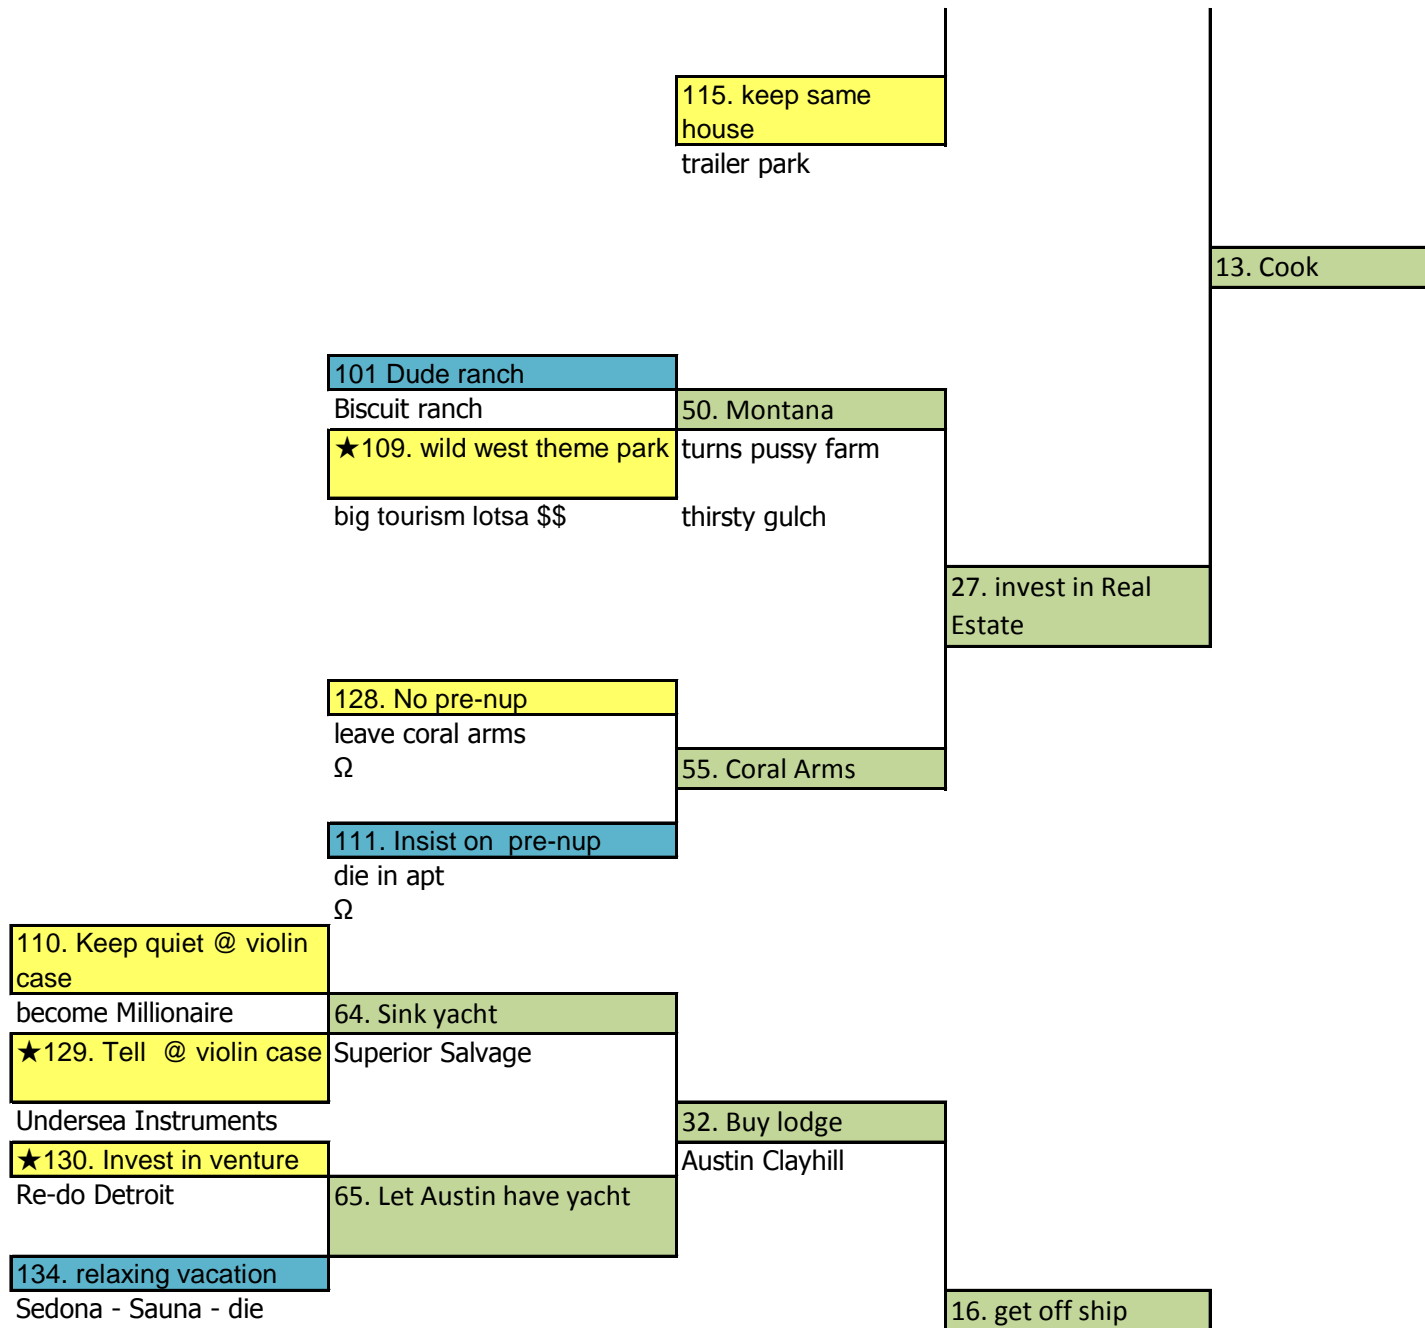 115. keep same
house
trailer park
13. Cook
101 Dude ranch
Biscuit ranch
50. Montana
★109. wild west theme park
turns pussy farm
big tourism lotsa $$
thirsty gulch
27. invest in Real
Estate
128. No pre-nup
leave coral arms
Ω
55. Coral Arms
111. Insist on pre-nup
die in apt
Ω
110. Keep quiet @ violin
case
become Millionaire
64. Sink yacht
★129. Tell @ violin case
Superior Salvage
Undersea Instruments
32. Buy lodge
★130. Invest in venture
Austin Clayhill
Re-do Detroit
65. Let Austin have yacht
134. relaxing vacation
Sedona - Sauna - die
16. get off ship